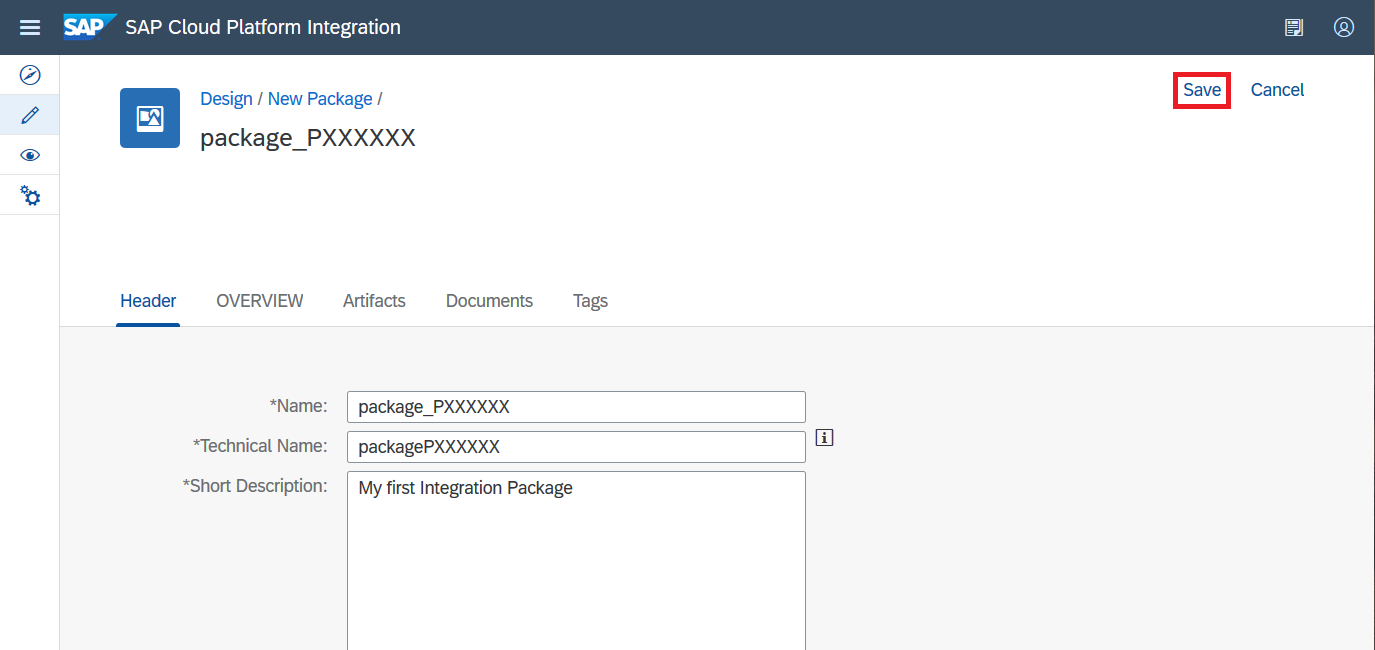 SAP SAP Cloud Platform Integration
Save Cancel
Design / New Package /
package_PXXXXXX
Header OVERVIEW Artifacts Documents Tags
*Name: package_PXXXXXX
*Technical Name: packagePXXXXXX
*Short Description: My first Integration Package